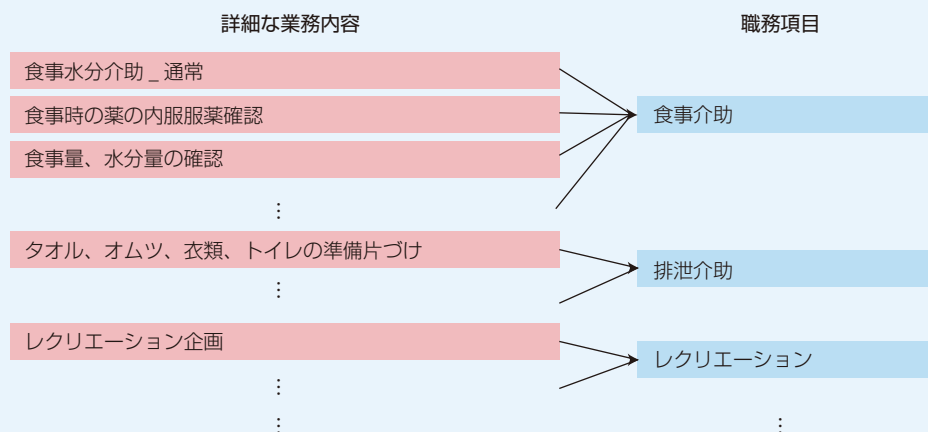 詳細な業務内容
職務項目
食事水分介助 _ 通常
食事時の薬の内服服薬確認
食事介助
食事量、水分量の確認
⋮
タオル、オムツ、衣類、トイレの準備片づけ
排泄介助
⋮
レクリエーション企画
レクリエーション
⋮
⋮
⋮